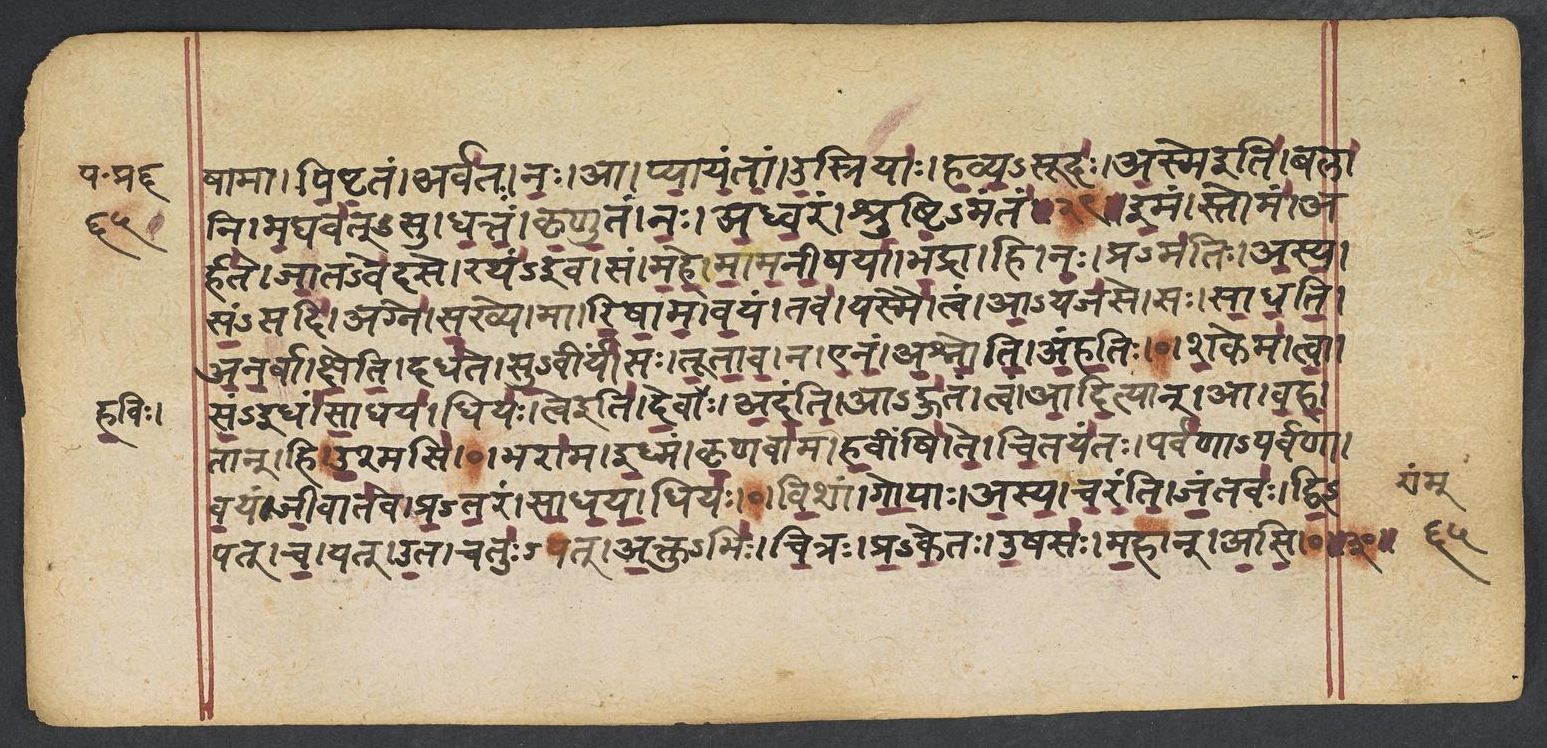 प॰ प्र६
६५
षामा। पिपृतं। अर्वतः। नः। आ। प्यायंतां। उस्रियाः। हव्यऽसूदः। अस्मेइति। बला
नि। मघवत्ऽसु। धत्तं। कृणुतं। नः। अध्वरं। श्रुष्टिऽमंतं॥२९॥इमं। स्तोमं। अ
र्हते। जातऽवेदसे। रथंऽइव। सं। महेम। मनीषया। भद्रा। हि। नः। प्रऽमतिः। अस्य।
संऽसदि। अग्ने। सख्ये। मा। रिषाम। वयं। तव। यस्मै। त्वं। आऽयजसे। सः। साधति।
अनर्वा। क्षेति। दधते। सुऽवीर्यं। सः। तूताव। न। एनं। अश्नोति। अंहतिः।०। शकेम। त्वा।
हविः।
संऽइधं। साधय। धियः। त्वेइति। देवाः। अदंति। आऽहुतं। त्वं। आदित्यान्। आ। वह।
तान्। हि। उश्मसि।०। भराम। इध्मं। कृणवाम। हवींषि। ते। चितयंतः। पर्वणाऽपर्वणा।
वयं। जीवातवे। प्रऽतरं। साधय। धियः।०। विशां। गोपाः। अस्य। चरंति। जंतवः। द्विऽ
पत्। च। यत्। उत। चतुःऽपत्। अक्तुऽभिः। चित्रः। प्रऽकेतः। उषसः। महान्। असि।०॥३०॥
६५